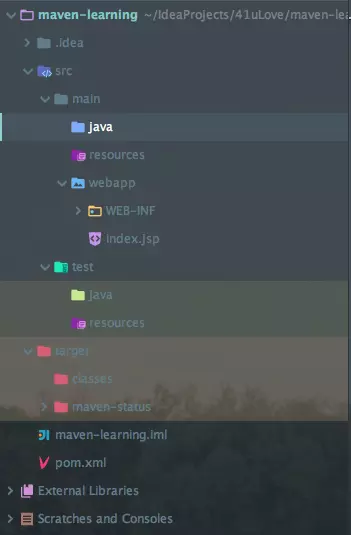 maven-learning ~/IdeaProjects/41uLove/maven-lea
.idea
src
main
java
resources
webapp
WEB-INF
index.jsp
test
java
resources
target
classes
maven-status
maven-learning.iml
pom.xml
External Libraries
Scratches and Consoles